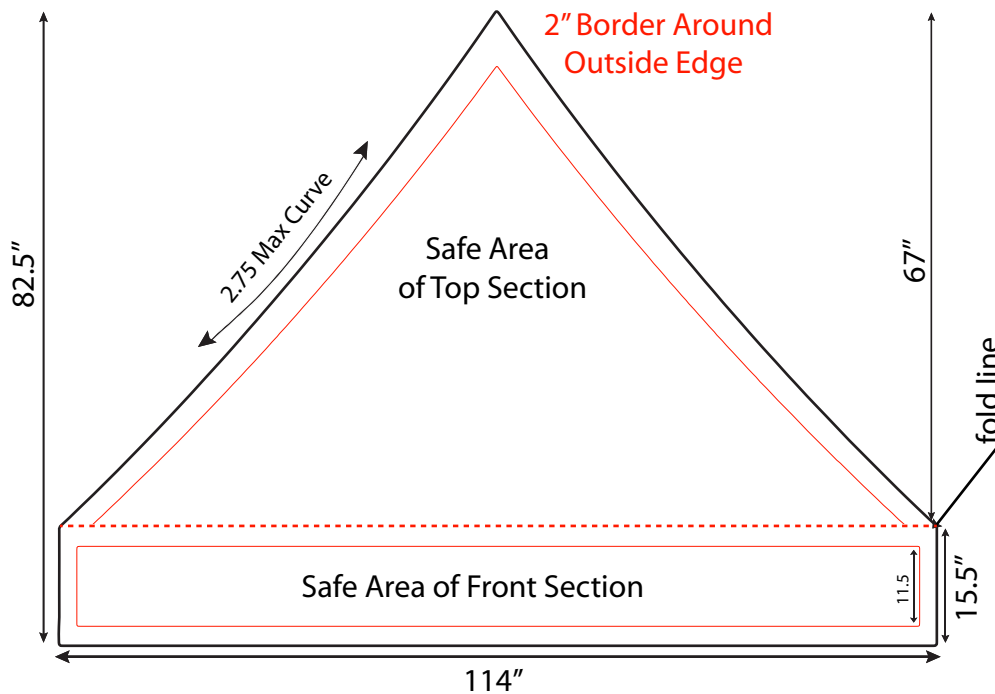 2” Border Around
Outside Edge
82.5”
2.75 Max Curve
67”
Safe Area
of Top Section
fold line
Safe Area of Front Section
11.5
15.5”
114”